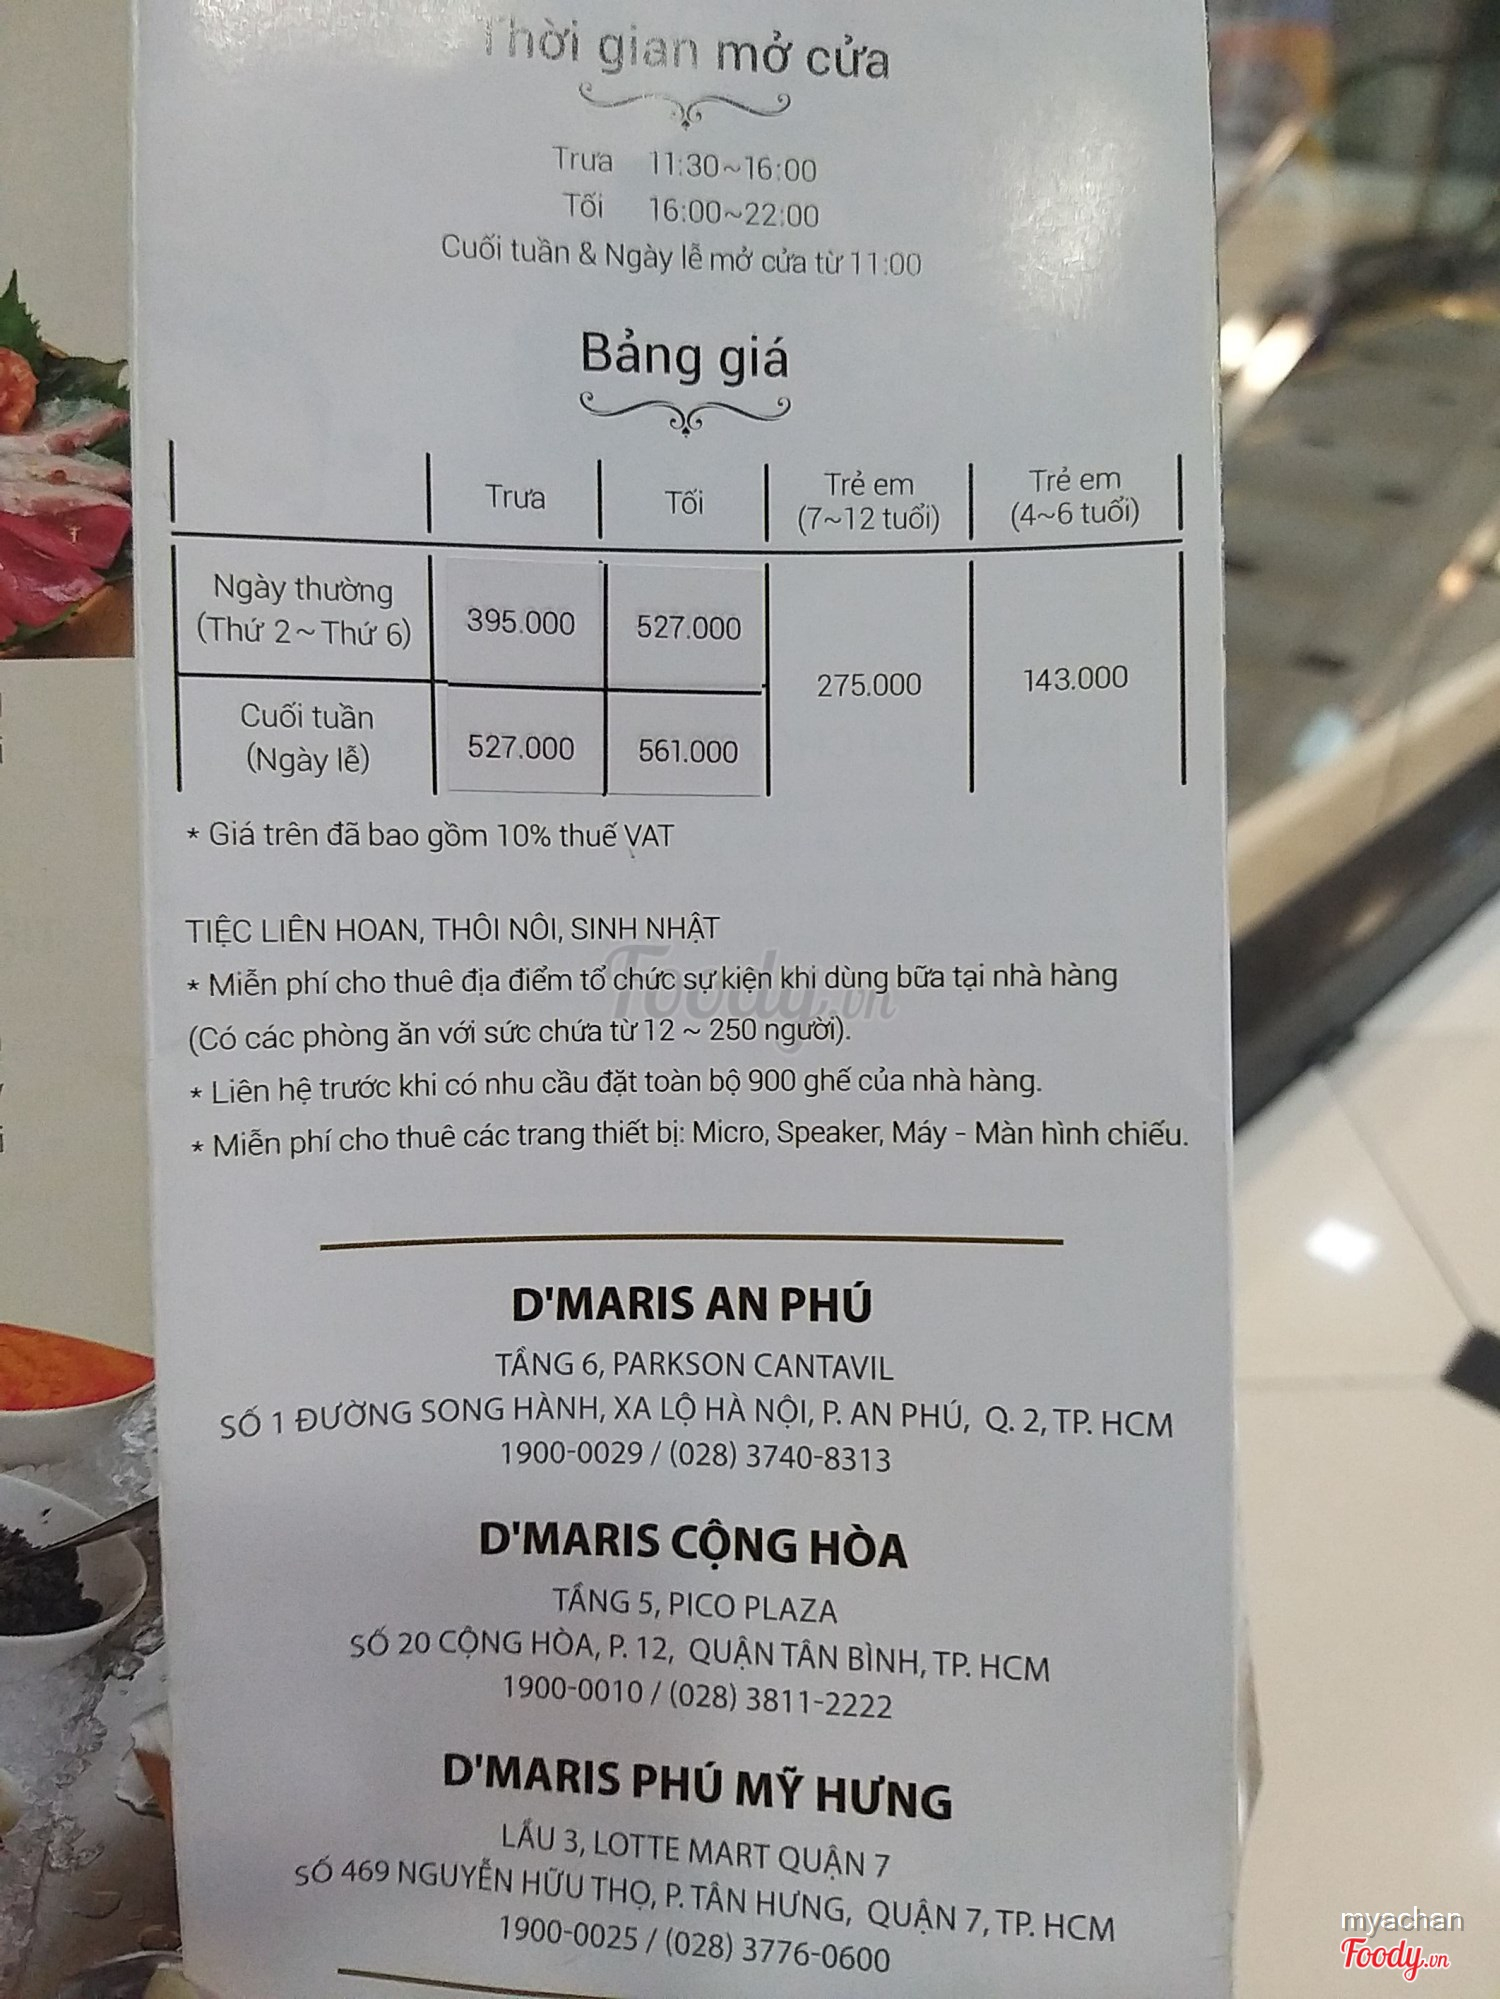 Thời gian mở cửa
Trưa 11:30~16:00
Tối 16:00~22:00
Cuối tuần & Ngày lễ mở cửa từ 11:00
Bảng giá
Trưa Tối Trẻ em (7~12 tuổi) Trẻ em (4~6 tuổi)
Ngày thường (Thứ 2 ~ Thứ 6) 395.000 527.000 275.000 143.000
Cuối tuần (Ngày lễ) 527.000 561.000
* Giá trên đã bao gồm 10% thuế VAT
TIỆC LIÊN HOAN, THÔI NÔI, SINH NHẬT
* Miễn phí cho thuê địa điểm tổ chức sự kiện khi dùng bữa tại nhà hàng
(Có các phòng ăn với sức chứa từ 12 ~ 250 người).
* Liên hệ trước khi có nhu cầu đặt toàn bộ 900 ghế của nhà hàng.
* Miễn phí cho thuê các trang thiết bị: Micro, Speaker, Máy - Màn hình chiếu.
Foody.vn
D'MARIS AN PHÚ
TẦNG 6, PARKSON CANTAVIL
SỐ 1 ĐƯỜNG SONG HÀNH, XA LỘ HÀ NỘI, P. AN PHÚ, Q. 2, TP. HCM
1900-0029 / (028) 3740-8313
D'MARIS CỘNG HÒA
TẦNG 5, PICO PLAZA
SỐ 20 CỘNG HÒA, P. 12, QUẬN TÂN BÌNH, TP. HCM
1900-0010 / (028) 3811-2222
D'MARIS PHÚ MỸ HƯNG
LẦU 3, LOTTE MART QUẬN 7
SỐ 469 NGUYỄN HỮU THỌ, P. TÂN HƯNG, QUẬN 7, TP. HCM
1900-0025 / (028) 3776-0600
myachan
Foody.vn